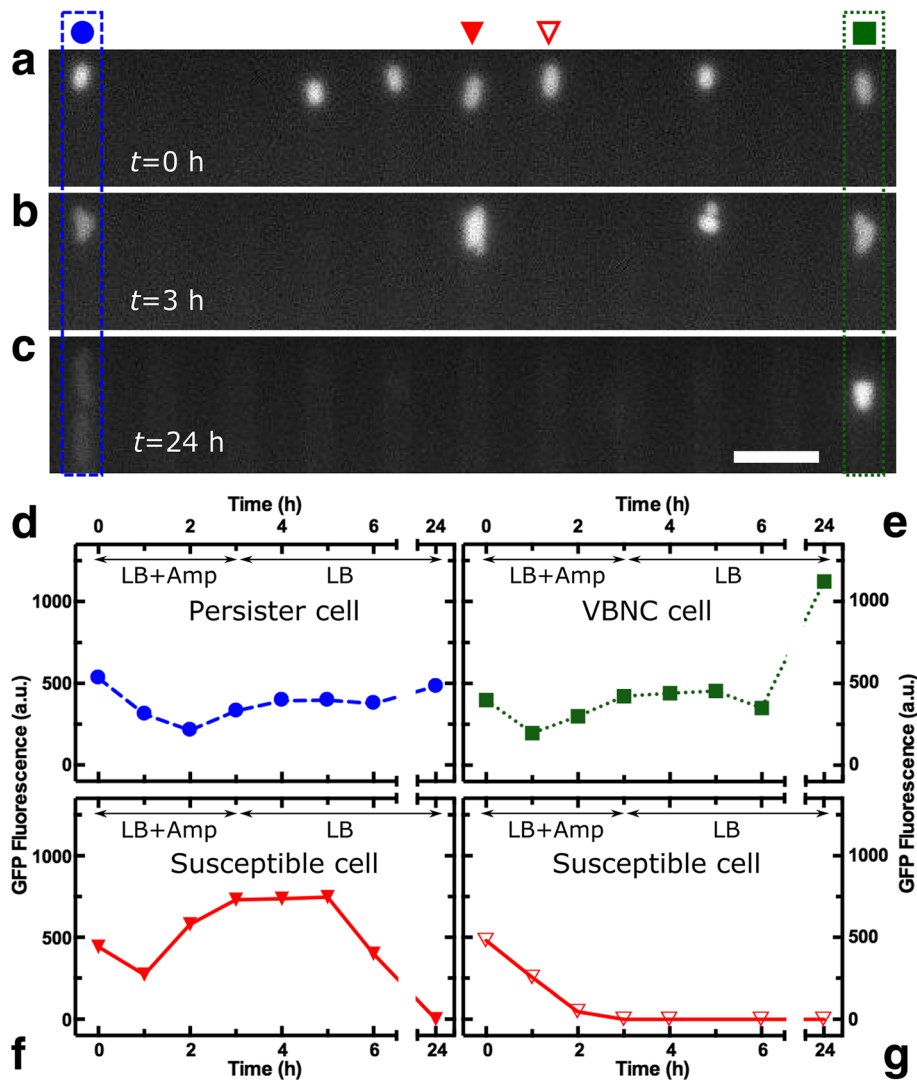 a
t=0 h
b
t=3 h
c
t=24 h
d
Time (h)
Time (h)
e
0 2 4 6 24
0 2 4 6 24
LB+Amp LB
LB+Amp LB
Persister cell
VBNC cell
1000
500
0
1000
500
0
GFP Fluorescence (a.u.)
GFP Fluorescence (a.u.)
LB+Amp LB
LB+Amp LB
Susceptible cell
Susceptible cell
1000
500
0
1000
500
0
0 2 4 6 24
0 2 4 6 24
f
Time (h)
Time (h)
g